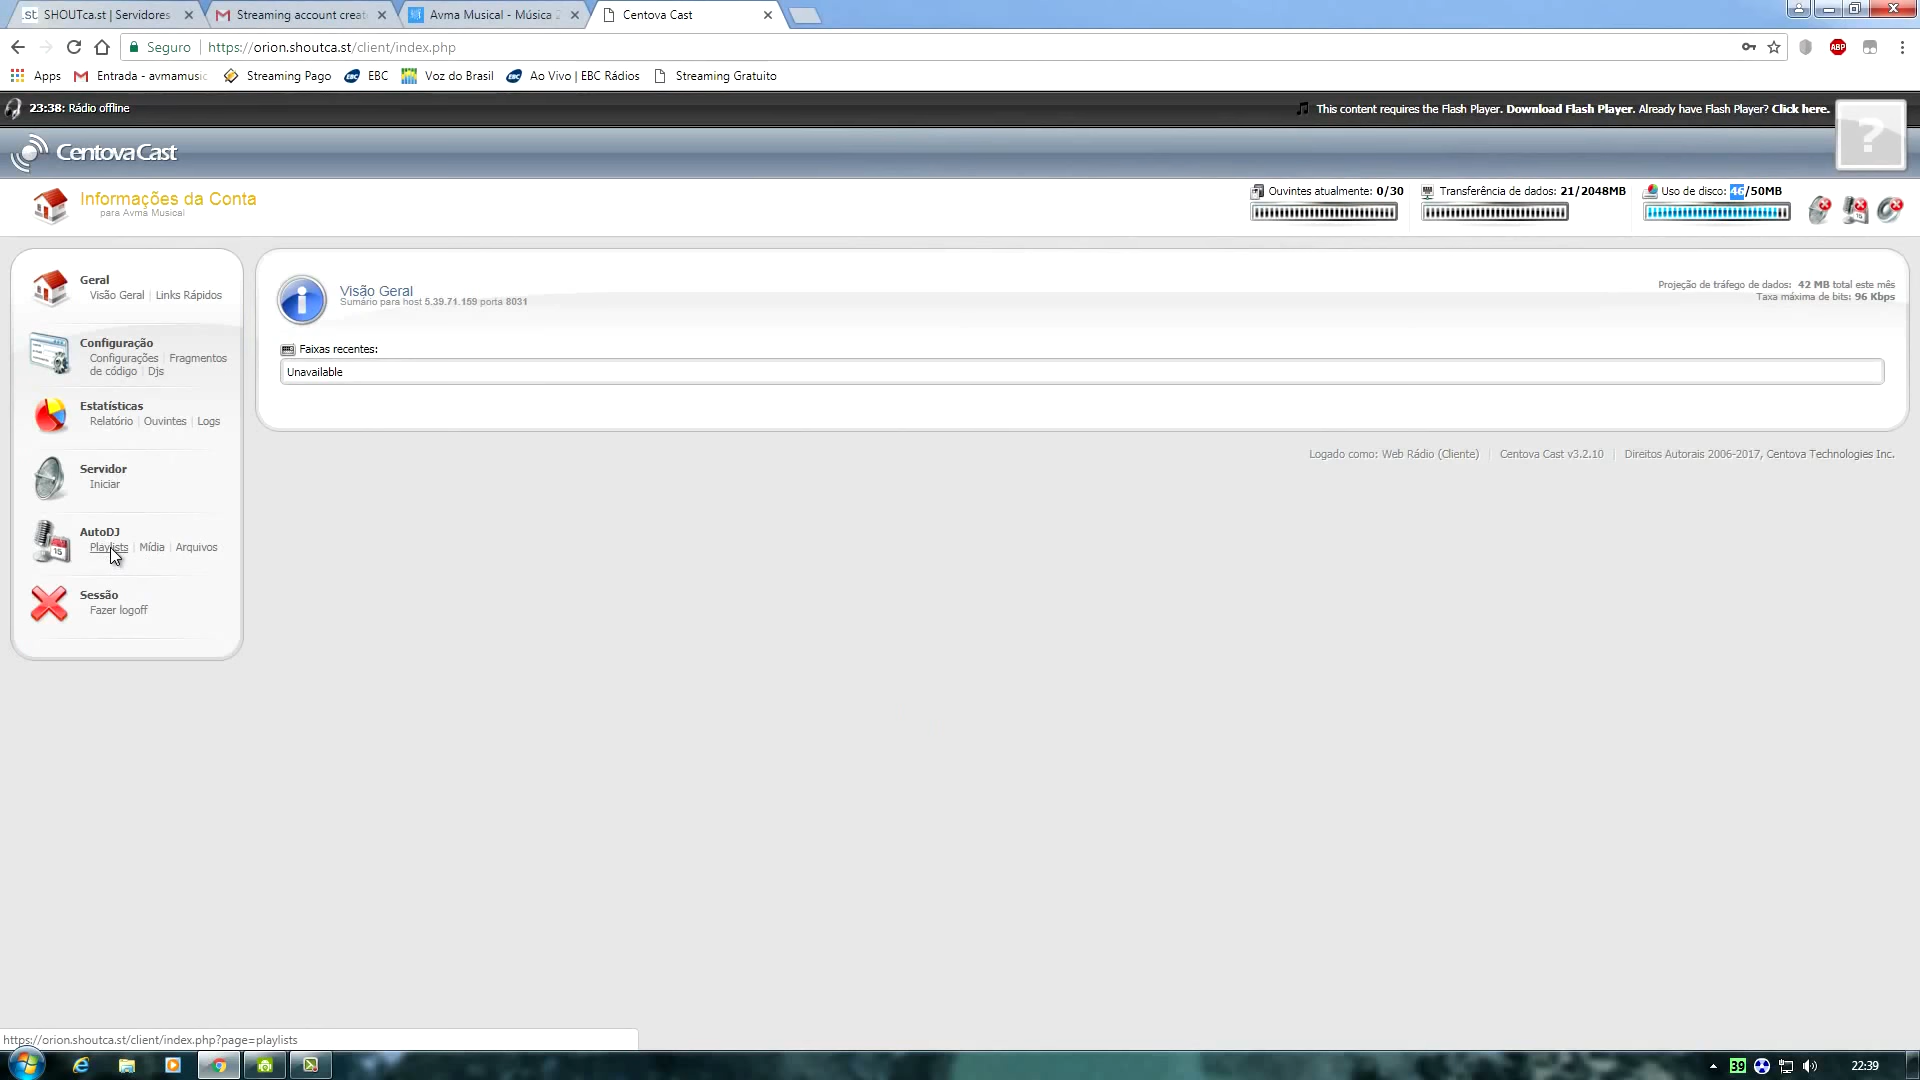 SHOUTca.st | Servidores
Streaming account creat
Avma Musical - Música
Centova Cast
Seguro
https://orion.shoutca.st/client/index.php
ABP
Apps
Entrada - avmamusic
Streaming Pago
EBC
Voz do Brasil
Ao Vivo | EBC Rádios
Streaming Gratuito
23:38: Rádio offline
This content requires the Flash Player. Download Flash Player. Already have Flash Player? Click here.
?
CentovaCast
Informações da Conta
para Avma Musical
Ouvintes atualmente: 0/30
Transferência de dados: 21/2048MB
Uso de disco: 46/50MB
Geral
Visão Geral | Links Rápidos
Configuração
Configurações | Fragmentos
de código | Djs
Estatísticas
Relatório | Ouvintes | Logs
Servidor
Iniciar
AutoDJ
Playlists | Mídia | Arquivos
Sessão
Fazer logoff
Visão Geral
Sumário para host 5.39.71.159 porta 8031
Projeção de tráfego de dados: 42 MB total este mês
Taxa máxima de bits: 96 Kbps
Faixas recentes:
Unavailable
Logado como: Web Rádio (Cliente) | Centova Cast v3.2.10 | Direitos Autorais 2006-2017, Centova Technologies Inc.
https://orion.shoutca.st/client/index.php?page=playlists
39
22:39